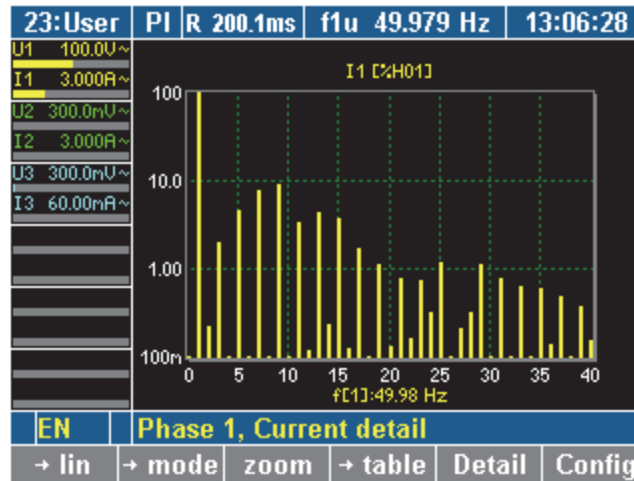 23:User PI R 200.1ms f1u 49.979 Hz 13:06:28
U1 100.0V~
I1 3.000A~
U2 300.0mV~
I2 3.000A~
U3 300.0mV~
I3 60.00mA~
I1 [%H01]
100
10.0
1.00
100m
0 5 10 15 20 25 30 35 40
f[1]:49.98 Hz
EN Phase 1, Current detail
→ lin → mode zoom → table Detail Config